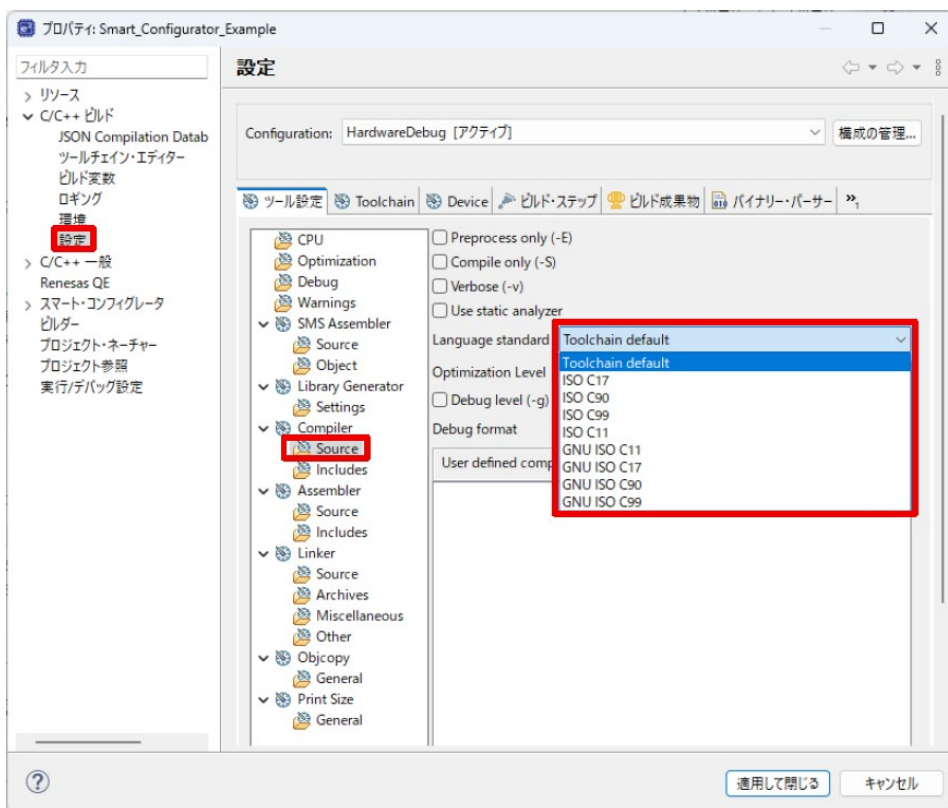 プロパティ: Smart_Configurator_Example
フィルタ入力
リソース
C/C++ ビルド
JSON Compilation Datab
ツールチェイン・エディター
ビルド変数
ロギング
環境
設定
C/C++ 一般
Renesas QE
スマート・コンフィグレータ
ビルダー
プロジェクト・ネーチャー
プロジェクト参照
実行/デバッグ設定
設定
Configuration: HardwareDebug [アクティブ] 構成の管理...
ツール設定 Toolchain Device ビルド・ステップ ビルド成果物 バイナリー・パーサー »1
CPU
Optimization
Debug
Warnings
SMS Assembler
Source
Object
Library Generator
Settings
Compiler
Source
Includes
Assembler
Source
Includes
Linker
Source
Archives
Miscellaneous
Other
Objcopy
General
Print Size
General
Preprocess only (-E)
Compile only (-S)
Verbose (-v)
Use static analyzer
Language standard Toolchain default
Toolchain default
ISO C17
ISO C90
ISO C99
ISO C11
GNU ISO C11
GNU ISO C17
GNU ISO C90
GNU ISO C99
Optimization Level
Debug level (-g)
Debug format
User defined comp
適用して閉じる キャンセル